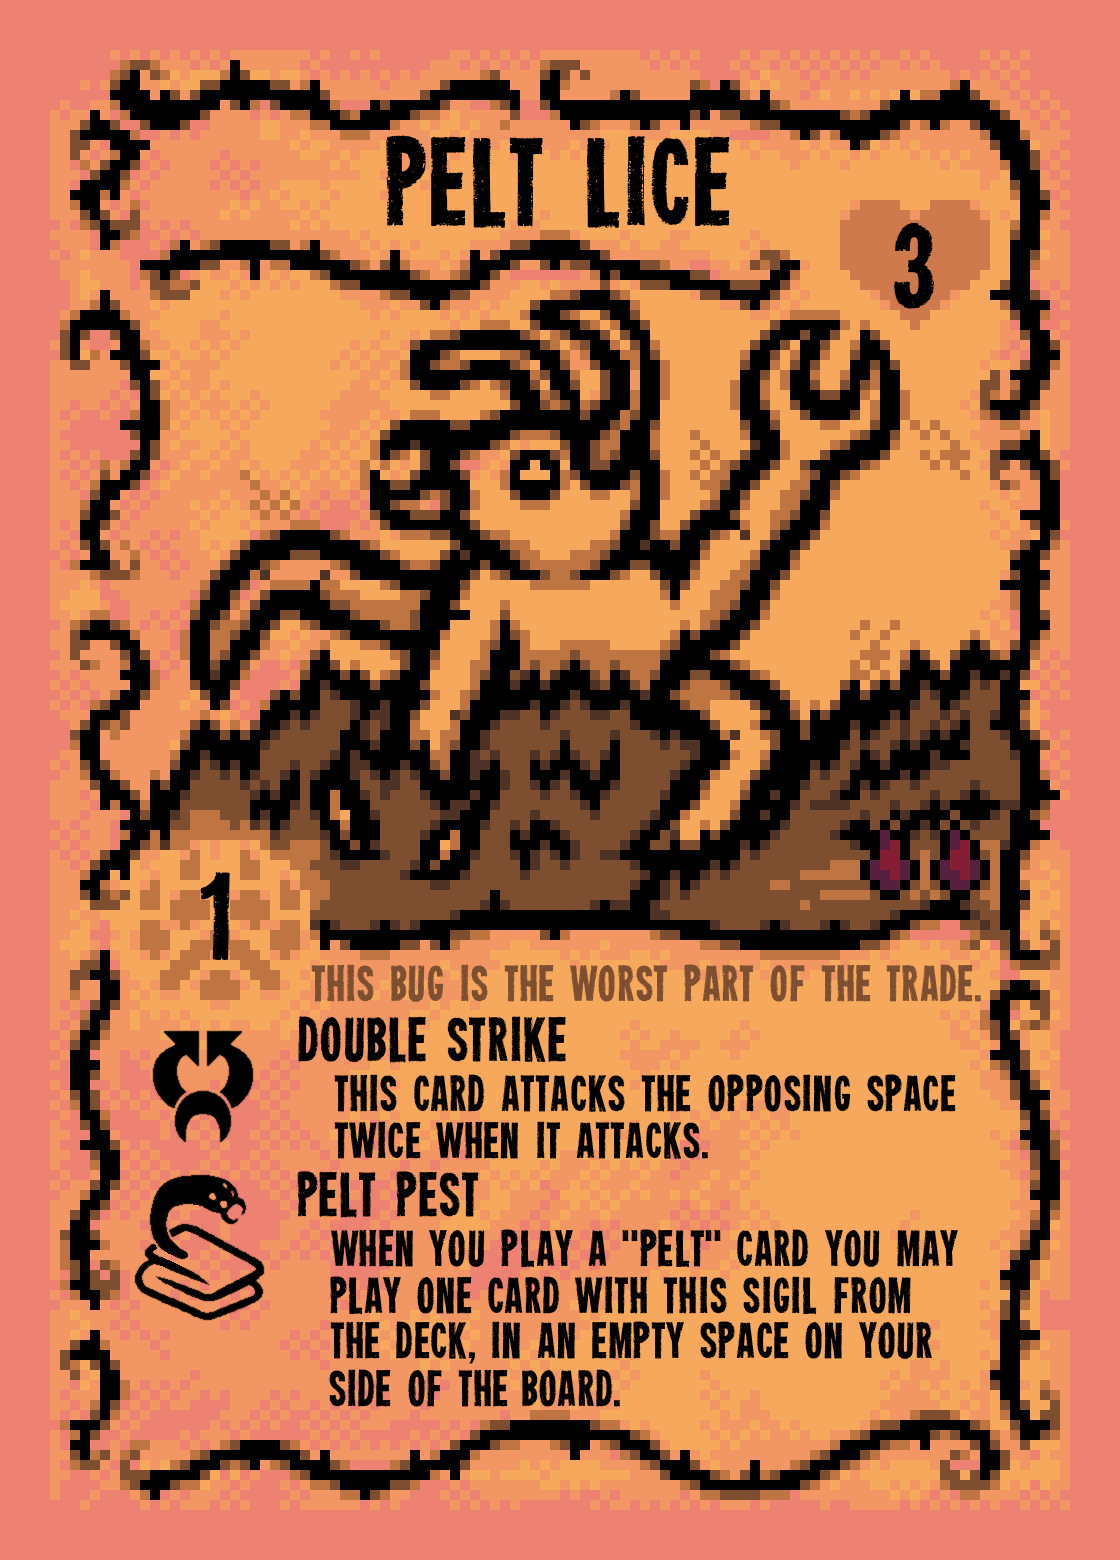 PELT LICE
3
1
THIS BUG IS THE WORST PART OF THE TRADE.
DOUBLE STRIKE
THIS CARD ATTACKS THE OPPOSING SPACE
TWICE WHEN IT ATTACKS.
PELT PEST
WHEN YOU PLAY A "PELT" CARD YOU MAY
PLAY ONE CARD WITH THIS SIGIL FROM
THE DECK, IN AN EMPTY SPACE ON YOUR
SIDE OF THE BOARD.